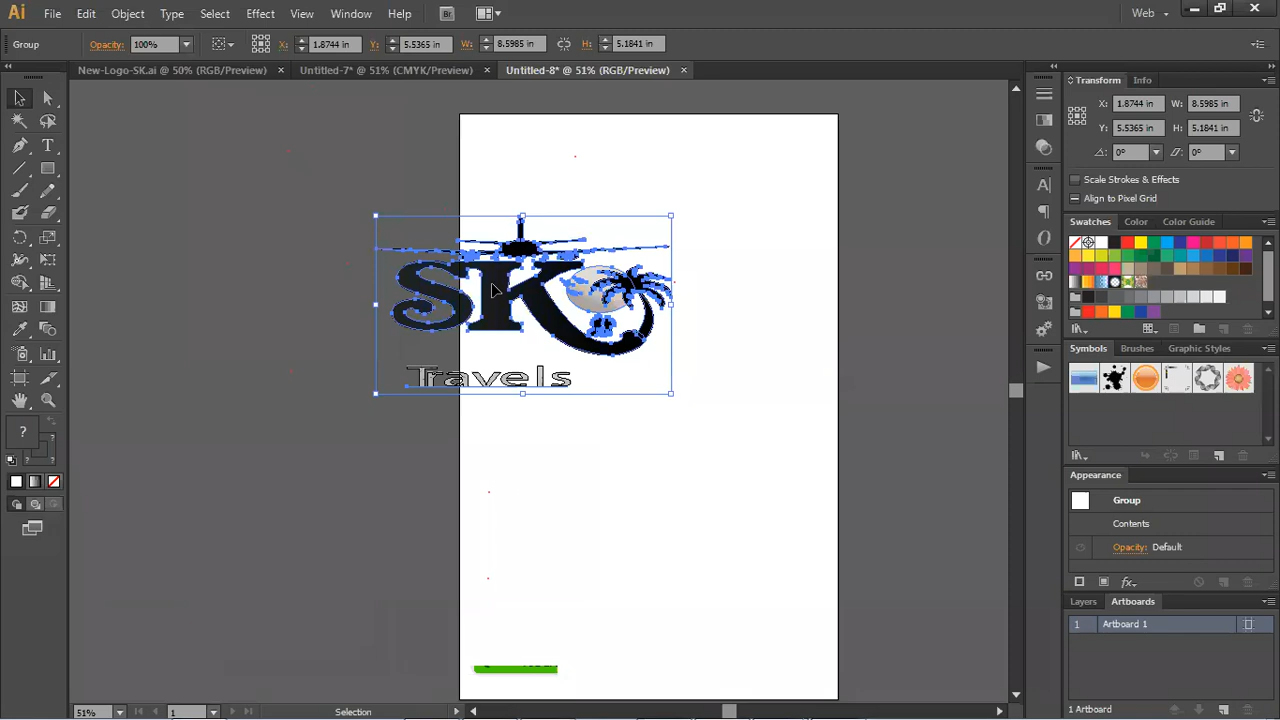 Ai File Edit Object Type Select Effect View Window Help Br Web
Group Opacity: 100% X: 1.8744 in Y: 5.5365 in W: 8.5985 in H: 5.1841 in
New-Logo-SK.ai @ 50% (RGB/Preview) × Untitled-7* @ 51% (CMYK/Preview) × Untitled-8* @ 51% (RGB/Preview) ×
Transform Info
X: 1.8744 in W: 8.5985 in
Y: 5.5365 in H: 5.1841 in
0° 0°
Scale Strokes & Effects
Align to Pixel Grid
Swatches Color Color Guide
SK
Travels
Symbols Brushes Graphic Styles
Appearance
Group
Contents
Opacity: Default
fx
Layers Artboards
1 Artboard 1
51% 1 Selection 1 Artboard